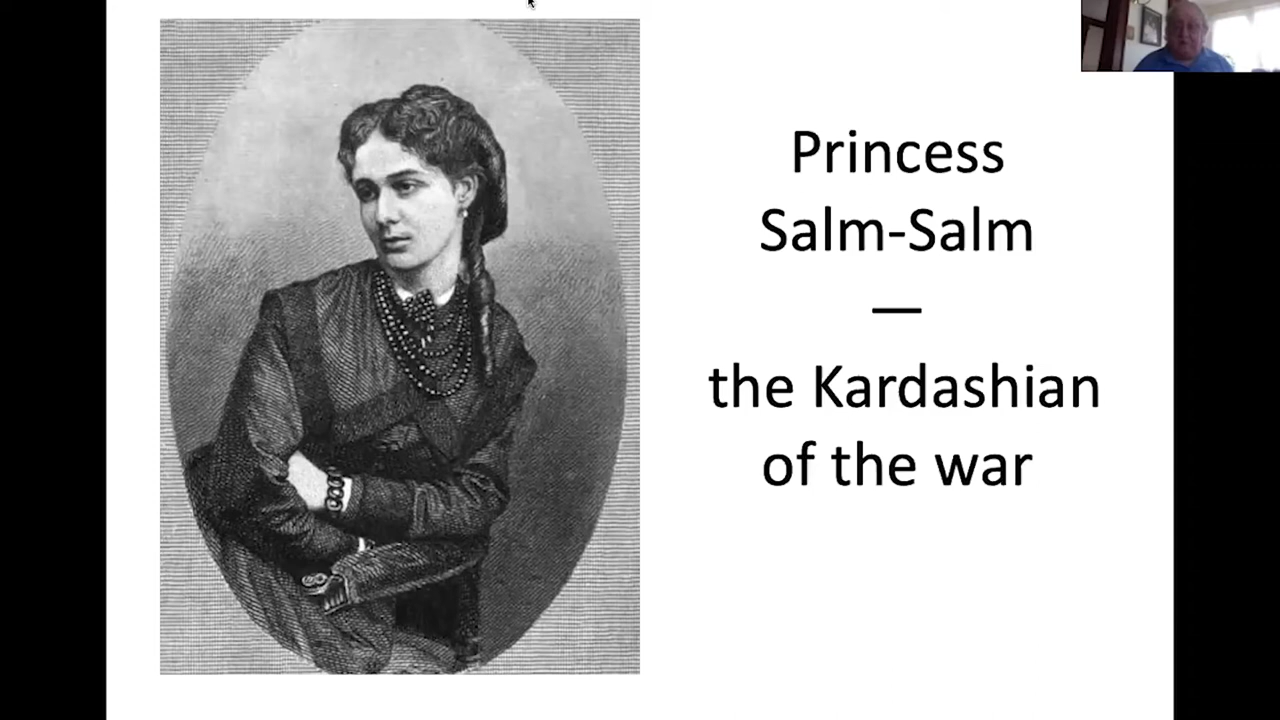 Princess
Salm-Salm
—
the Kardashian
of the war